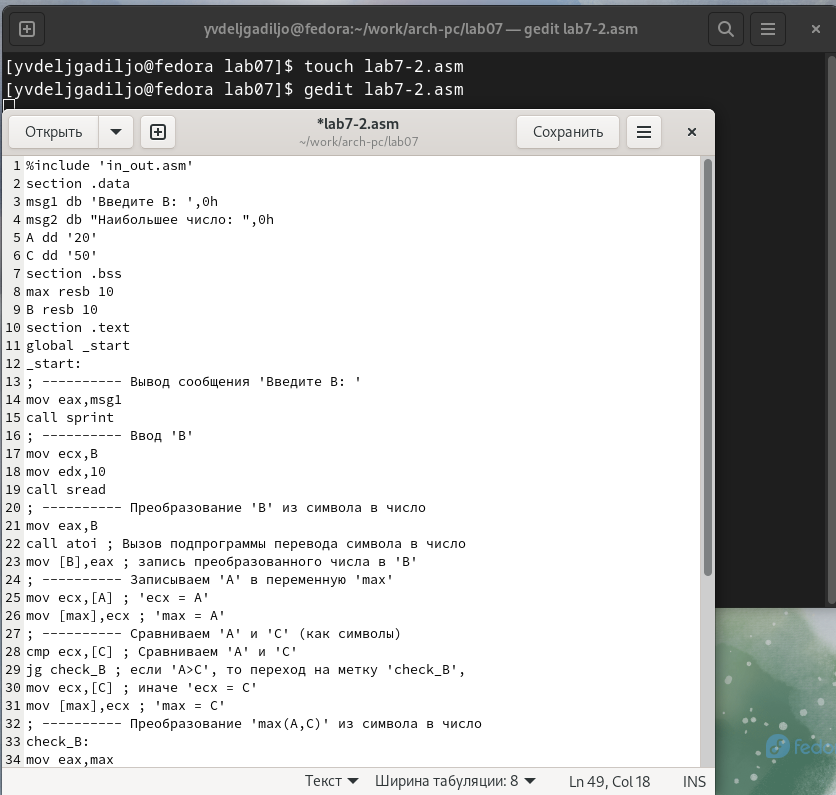 yvdeljgadiljo@fedora:~/work/arch-pc/lab07 — gedit lab7-2.asm
[yvdeljgadiljo@fedora lab07]$ touch lab7-2.asm
[yvdeljgadiljo@fedora lab07]$ gedit lab7-2.asm
Открыть
*lab7-2.asm
~/work/arch-pc/lab07
Сохранить
1 %include 'in_out.asm'
2 section .data
3 msg1 db 'Введите B: ',0h
4 msg2 db "Наибольшее число: ",0h
5 A dd '20'
6 C dd '50'
7 section .bss
8 max resb 10
9 B resb 10
10 section .text
11 global _start
12 _start:
13 ; ---------- Вывод сообщения 'Введите B: '
14 mov eax,msg1
15 call sprint
16 ; ---------- Ввод 'B'
17 mov ecx,B
18 mov edx,10
19 call sread
20 ; ---------- Преобразование 'B' из символа в число
21 mov eax,B
22 call atoi ; Вызов подпрограммы перевода символа в число
23 mov [B],eax ; запись преобразованного числа в 'B'
24 ; ---------- Записываем 'A' в переменную 'max'
25 mov ecx,[A] ; 'ecx = A'
26 mov [max],ecx ; 'max = A'
27 ; ---------- Сравниваем 'A' и 'C' (как символы)
28 cmp ecx,[C] ; Сравниваем 'A' и 'C'
29 jg check_B ; если 'A>C', то переход на метку 'check_B',
30 mov ecx,[C] ; иначе 'ecx = C'
31 mov [max],ecx ; 'max = C'
32 ; ---------- Преобразование 'max(A,C)' из символа в число
33 check_B:
34 mov eax,max
Текст Ширина табуляции: 8 Ln 49, Col 18 INS